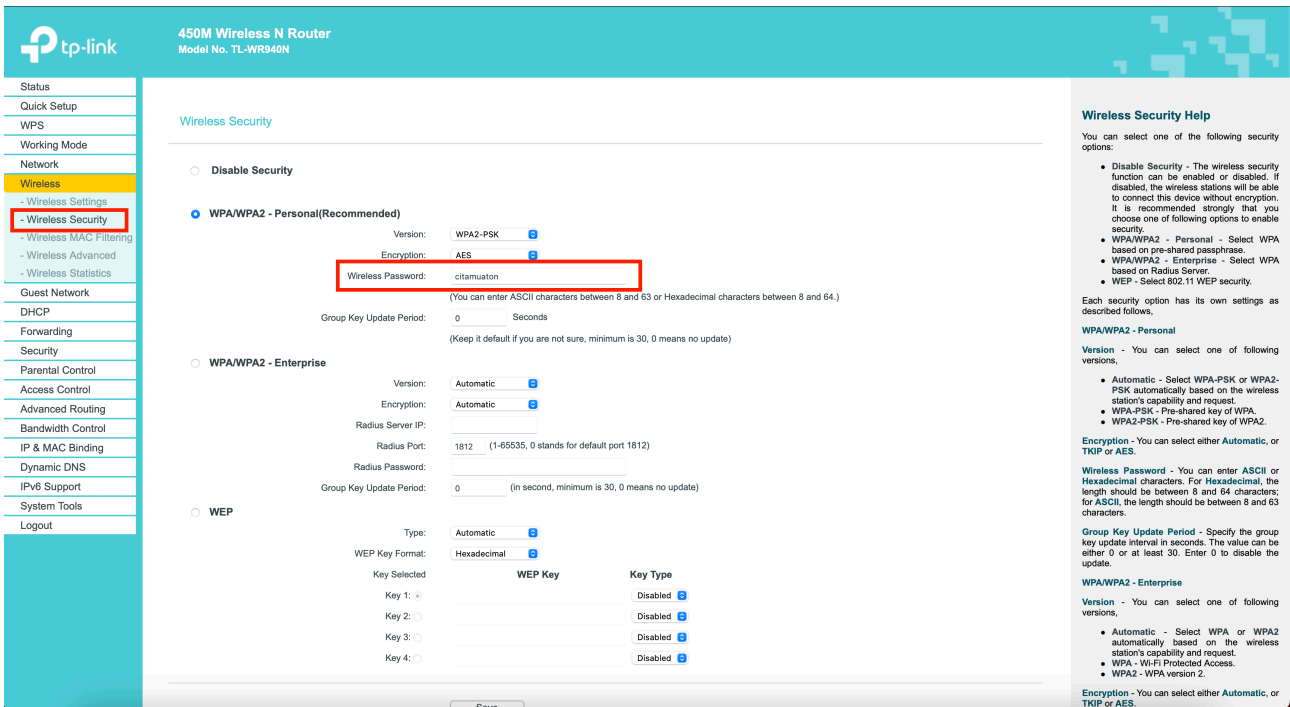 tp-link
450M Wireless N Router
Model No. TL-WR940N
Status
Quick Setup
WPS
Working Mode
Network
Wireless
- Wireless Settings
- Wireless Security
- Wireless MAC Filtering
- Wireless Advanced
- Wireless Statistics
Guest Network
DHCP
Forwarding
Security
Parental Control
Access Control
Advanced Routing
Bandwidth Control
IP & MAC Binding
Dynamic DNS
IPv6 Support
System Tools
Logout
Wireless Security
Disable Security
WPA/WPA2 - Personal(Recommended)
Version: WPA2-PSK
Encryption: AES
Wireless Password: citamuaton
(You can enter ASCII characters between 8 and 63 or Hexadecimal characters between 8 and 64.)
Group Key Update Period: 0 Seconds
(Keep it default if you are not sure, minimum is 30, 0 means no update)
WPA/WPA2 - Enterprise
Version: Automatic
Encryption: Automatic
Radius Server IP:
Radius Port: 1812 (1-65535, 0 stands for default port 1812)
Radius Password:
Group Key Update Period: 0 (in second, minimum is 30, 0 means no update)
WEP
Type: Automatic
WEP Key Format: Hexadecimal
Key Selected WEP Key Key Type
Key 1: Disabled
Key 2: Disabled
Key 3: Disabled
Key 4: Disabled
Save
Wireless Security Help
You can select one of the following security
options:
• Disable Security - The wireless security
function can be enabled or disabled. If
disabled, the wireless stations will be able
to connect this device without encryption.
It is recommended strongly that you
choose one of following options to enable
security.
• WPA/WPA2 - Personal - Select WPA
based on pre-shared passphrase.
• WPA/WPA2 - Enterprise - Select WPA
based on Radius Server.
• WEP - Select 802.11 WEP security.
Each security option has its own settings as
described follows,
WPA/WPA2 - Personal
Version - You can select one of following
versions,
• Automatic - Select WPA-PSK or WPA2-
PSK automatically based on the wireless
station's capability and request.
• WPA-PSK - Pre-shared key of WPA.
• WPA2-PSK - Pre-shared key of WPA2.
Encryption - You can select either Automatic, or
TKIP or AES.
Wireless Password - You can enter ASCII or
Hexadecimal characters. For Hexadecimal, the
length should be between 8 and 64 characters;
for ASCII, the length should be between 8 and 63
characters.
Group Key Update Period - Specify the group
key update interval in seconds. The value can be
either 0 or at least 30. Enter 0 to disable the
update.
WPA/WPA2 - Enterprise
Version - You can select one of following
versions,
• Automatic - Select WPA or WPA2
automatically based on the wireless
station's capability and request.
• WPA - Wi-Fi Protected Access.
• WPA2 - WPA version 2.
Encryption - You can select either Automatic, or
TKIP or AES.